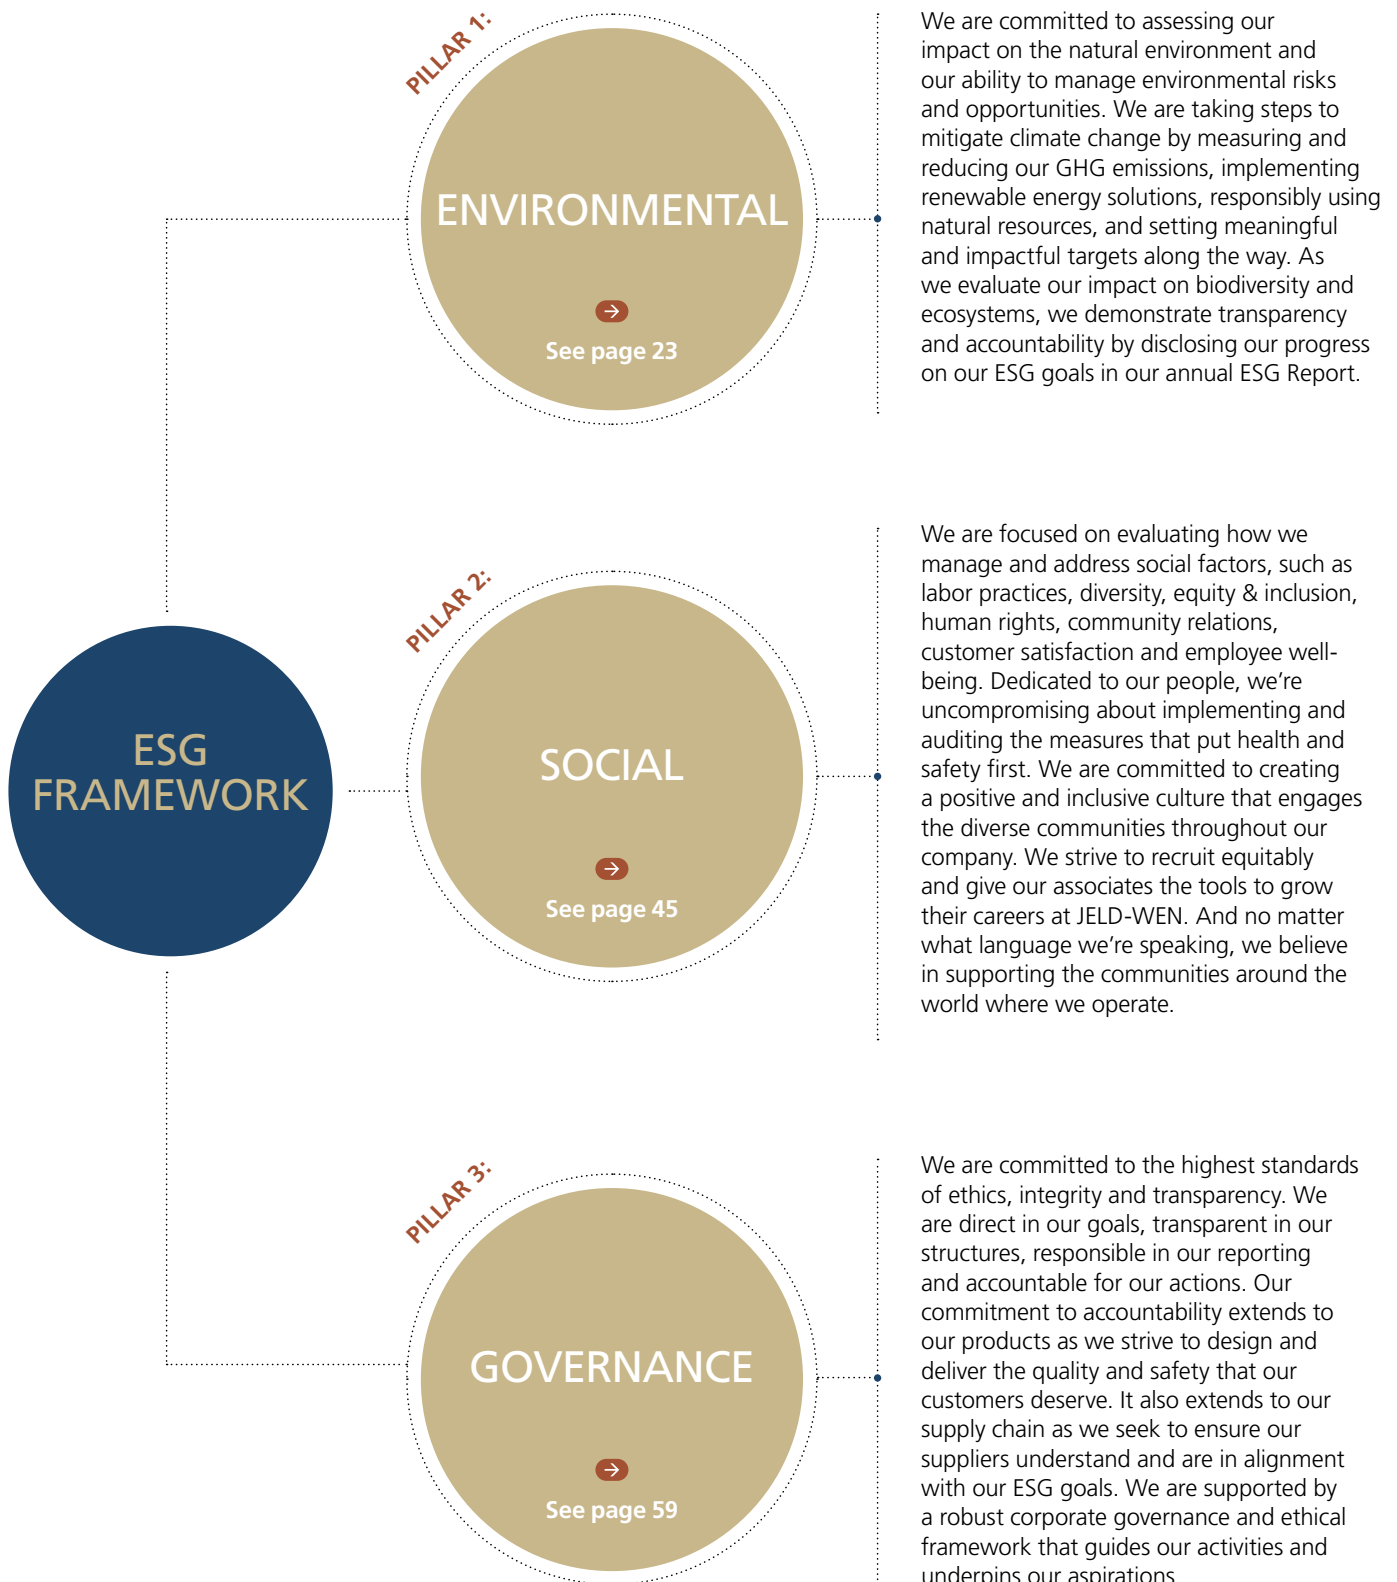 PILLAR 1:
ENVIRONMENTAL
See page 23
We are committed to assessing our
impact on the natural environment and
our ability to manage environmental risks
and opportunities. We are taking steps to
mitigate climate change by measuring and
reducing our GHG emissions, implementing
renewable energy solutions, responsibly using
natural resources, and setting meaningful
and impactful targets along the way. As
we evaluate our impact on biodiversity and
ecosystems, we demonstrate transparency
and accountability by disclosing our progress
on our ESG goals in our annual ESG Report.
ESG
FRAMEWORK
PILLAR 2:
SOCIAL
See page 45
We are focused on evaluating how we
manage and address social factors, such as
labor practices, diversity, equity & inclusion,
human rights, community relations,
customer satisfaction and employee well-
being. Dedicated to our people, we’re
uncompromising about implementing and
auditing the measures that put health and
safety first. We are committed to creating
a positive and inclusive culture that engages
the diverse communities throughout our
company. We strive to recruit equitably
and give our associates the tools to grow
their careers at JELD-WEN. And no matter
what language we’re speaking, we believe
in supporting the communities around the
world where we operate.
PILLAR 3:
GOVERNANCE
See page 59
We are committed to the highest standards
of ethics, integrity and transparency. We
are direct in our goals, transparent in our
structures, responsible in our reporting
and accountable for our actions. Our
commitment to accountability extends to
our products as we strive to design and
deliver the quality and safety that our
customers deserve. It also extends to our
supply chain as we seek to ensure our
suppliers understand and are in alignment
with our ESG goals. We are supported by
a robust corporate governance and ethical
framework that guides our activities and
underpins our aspirations